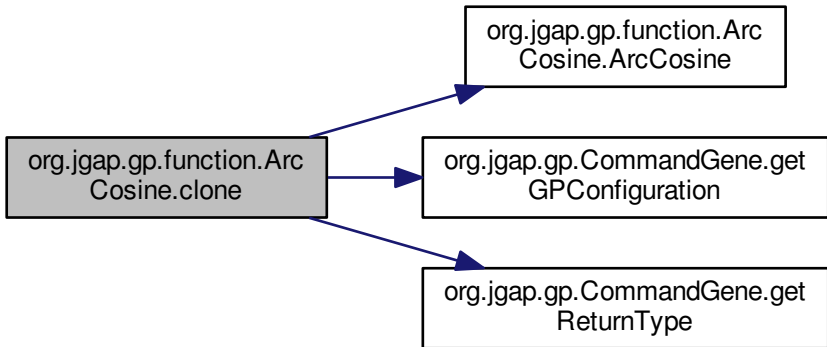 org.jgap.gp.function.Arc
Cosine.ArcCosine
org.jgap.gp.function.Arc
Cosine.clone
org.jgap.gp.CommandGene.get
GPConfiguration
org.jgap.gp.CommandGene.get
ReturnType